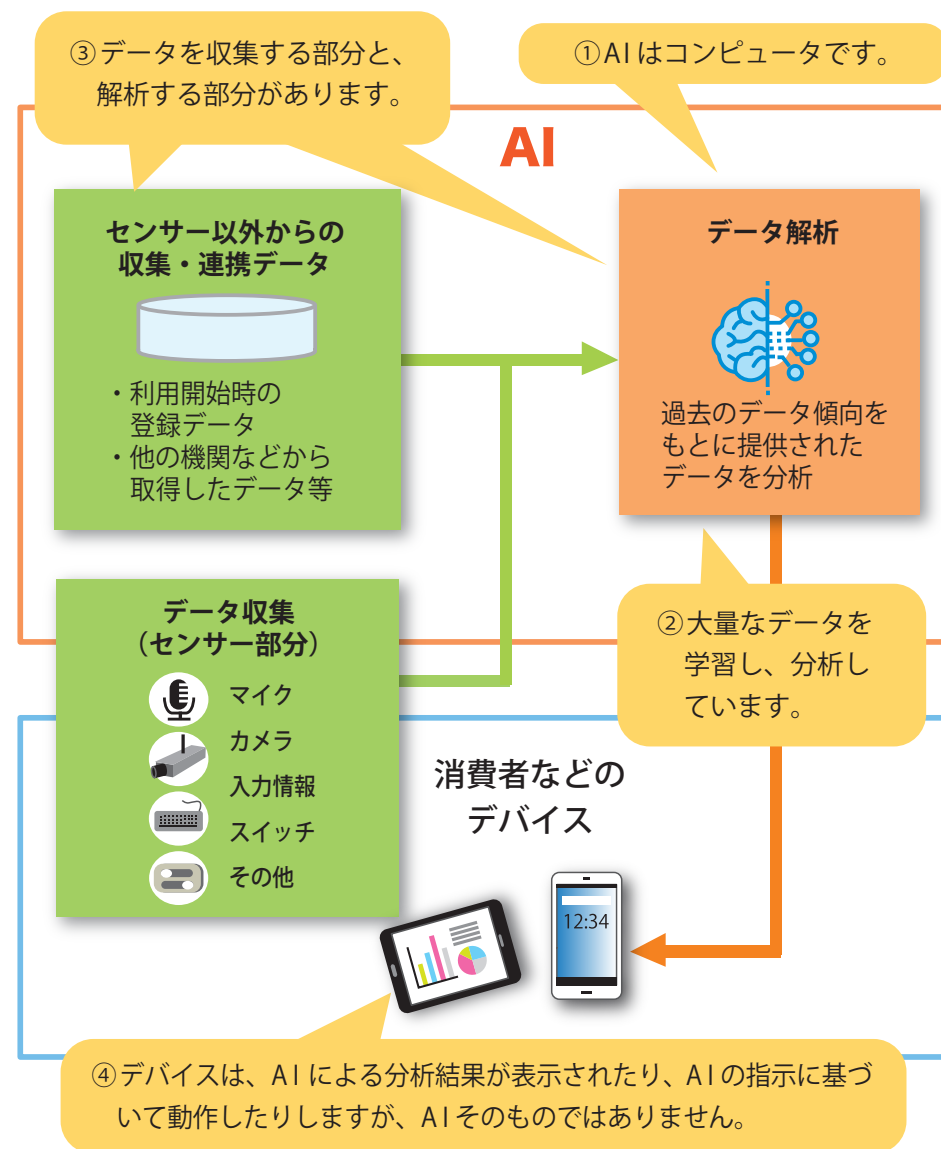 ③データを収集する部分と、
解析する部分があります。
①AIはコンピュータです。
AI
センサー以外からの
収集・連携データ
・利用開始時の
登録データ
・他の機関などから
取得したデータ等
データ解析
過去のデータ傾向を
もとに提供された
データを分析
データ収集
（センサー部分）
マイク
カメラ
入力情報
スイッチ
その他
②大量なデータを
学習し、分析し
ています。
消費者などの
デバイス
12:34
④デバイスは、AIによる分析結果が表示されたり、AIの指示に基づ
いて動作したりしますが、AIそのものではありません。